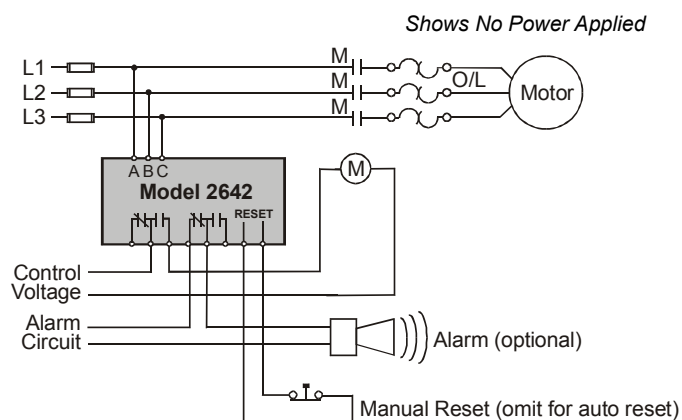 Shows No Power Applied
L1
M
L2
M
O/L
Motor
L3
M
A B C
Model 2642
M
RESET
Control
Voltage
Alarm
Circuit
Alarm (optional)
Manual Reset (omit for auto reset)